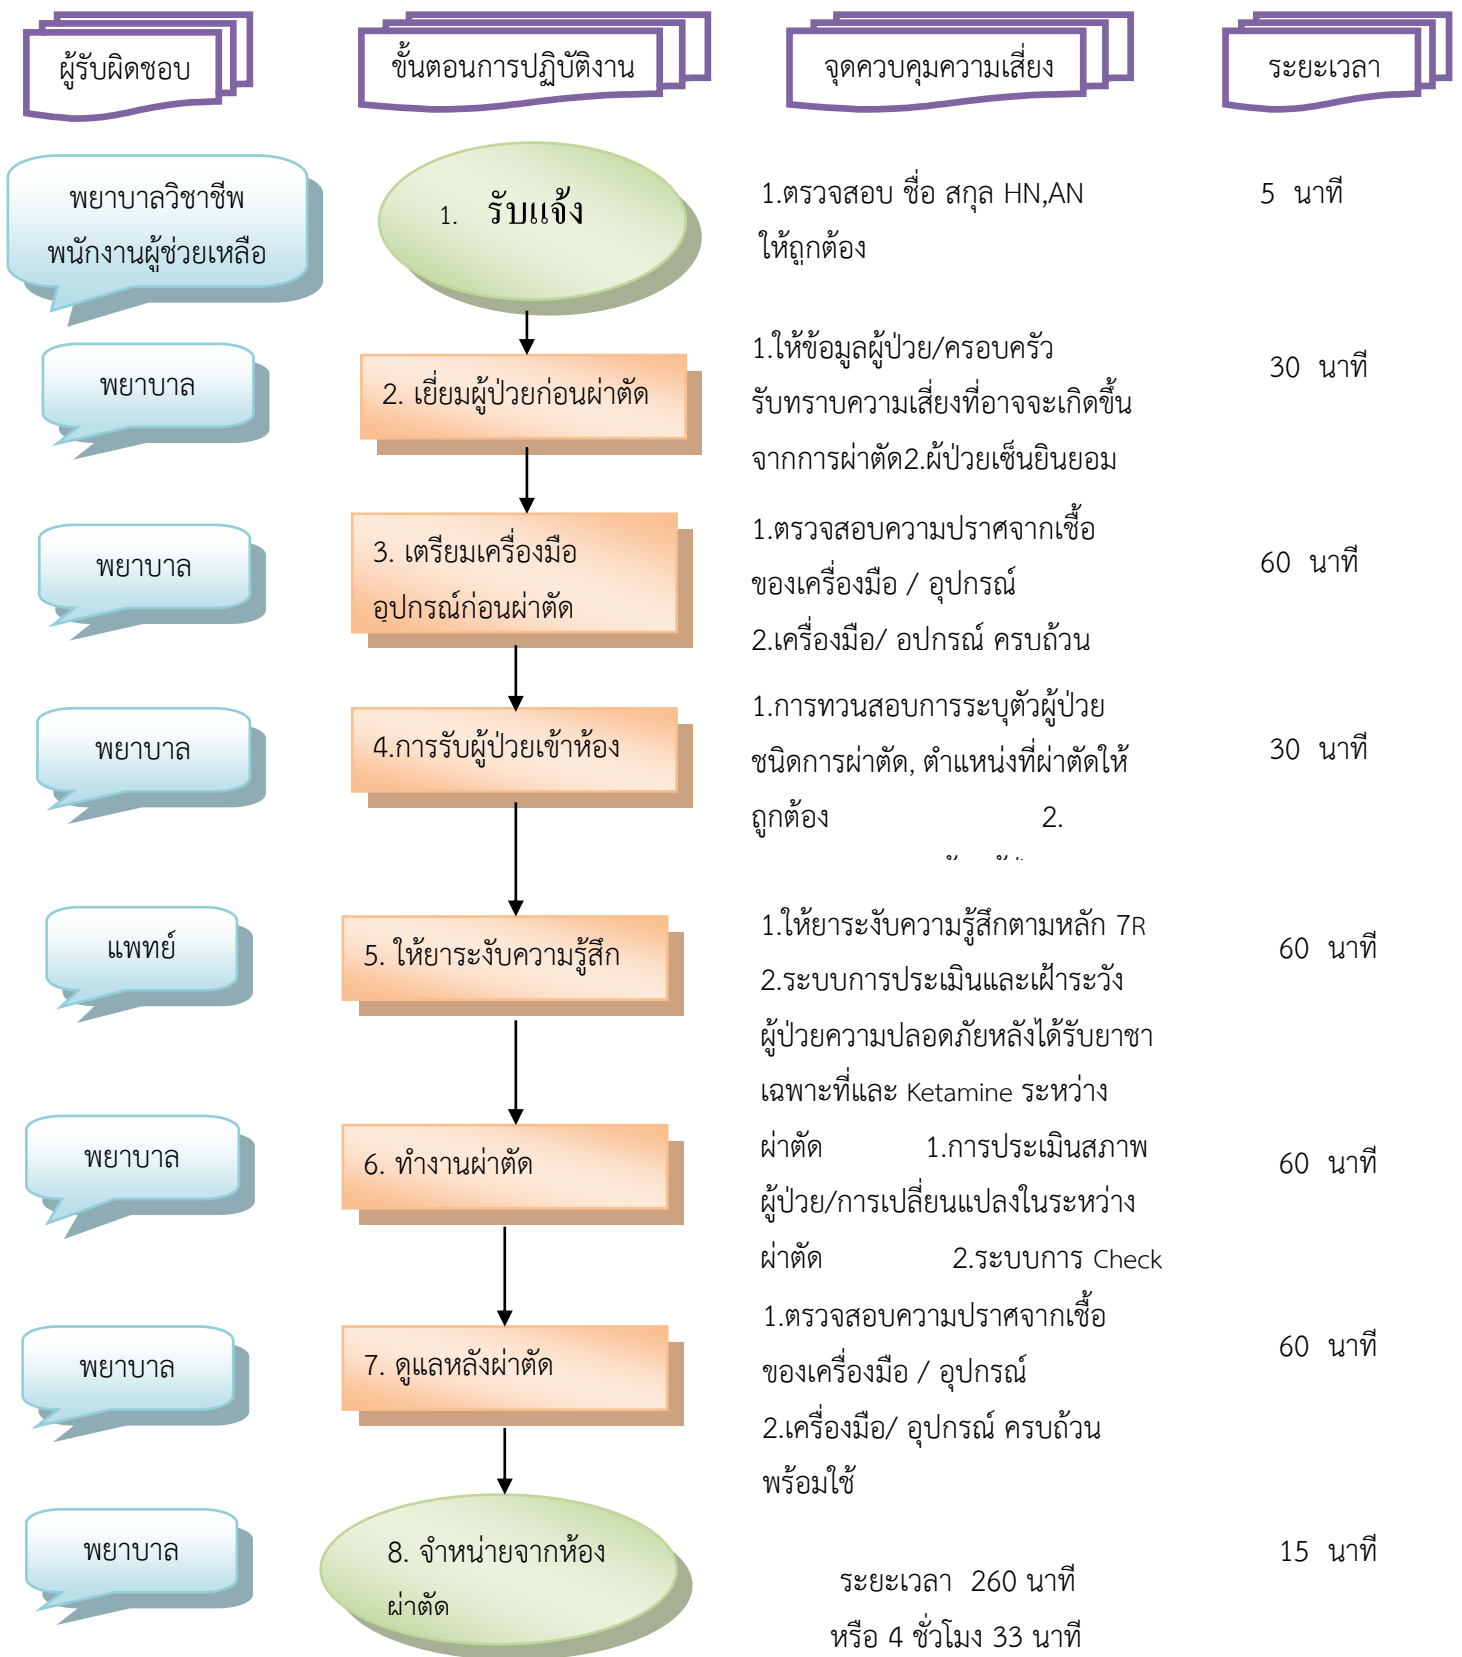 ผู้รับผิดชอบ
ขั้นตอนการปฏิบัติงาน
จุดควบคุมความเสี่ยง
ระยะเวลา
พยาบาลวิชาชีพ
พนักงานผู้ช่วยเหลือ
1. รับแจ้ง
1.ตรวจสอบ ชื่อ สกุล HN,AN
ให้ถูกต้อง
5 นาที
พยาบาล
2. เยี่ยมผู้ป่วยก่อนผ่าตัด
1.ให้ข้อมูลผู้ป่วย/ครอบครัว
รับทราบความเสี่ยงที่อาจจะเกิดขึ้น
จากการผ่าตัด2.ผู้ป่วยเซ็นยินยอม
30 นาที
พยาบาล
3. เตรียมเครื่องมือ
อุปกรณ์ก่อนผ่าตัด
1.ตรวจสอบความปราศจากเชื้อ
ของเครื่องมือ / อุปกรณ์
2.เครื่องมือ/ อุปกรณ์ ครบถ้วน
60 นาที
พยาบาล
4.การรับผู้ป่วยเข้าห้อง
1.การทวนสอบการระบุตัวผู้ป่วย
ชนิดการผ่าตัด, ตำแหน่งที่ผ่าตัดให้
ถูกต้อง 2.
30 นาที
แพทย์
5. ให้ยาระงับความรู้สึก
1.ให้ยาระงับความรู้สึกตามหลัก 7R
2.ระบบการประเมินและเฝ้าระวัง
ผู้ป่วยความปลอดภัยหลังได้รับยาชา
เฉพาะที่และ Ketamine ระหว่าง
ผ่าตัด 1.การประเมินสภาพ
ผู้ป่วย/การเปลี่ยนแปลงในระหว่าง
ผ่าตัด 2.ระบบการ Check
60 นาที
พยาบาล
6. ทำงานผ่าตัด
60 นาที
พยาบาล
7. ดูแลหลังผ่าตัด
1.ตรวจสอบความปราศจากเชื้อ
ของเครื่องมือ / อุปกรณ์
2.เครื่องมือ/ อุปกรณ์ ครบถ้วน
พร้อมใช้
60 นาที
พยาบาล
8. จำหน่ายจากห้อง
ผ่าตัด
15 นาที
ระยะเวลา 260 นาที
หรือ 4 ชั่วโมง 33 นาที